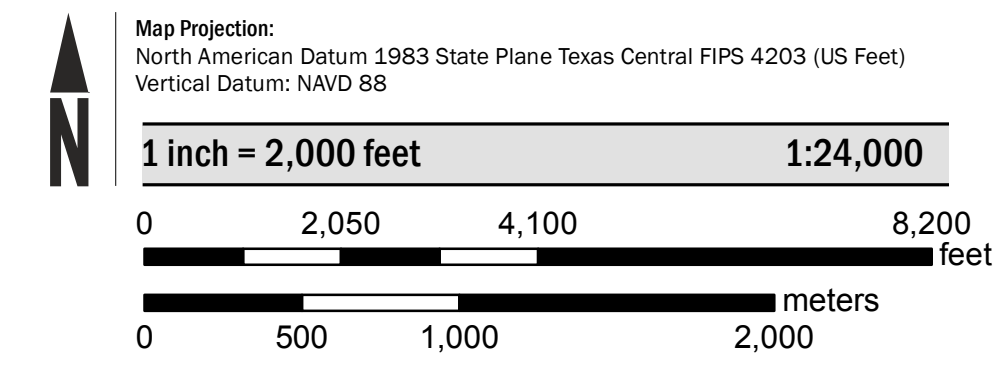 Map Projection:
North American Datum 1983 State Plane Texas Central FIPS 4203 (US Feet)
Vertical Datum: NAVD 88
N
1 inch = 2,000 feet 1:24,000
0 2,050 4,100 8,200
feet
meters
0 500 1,000 2,000